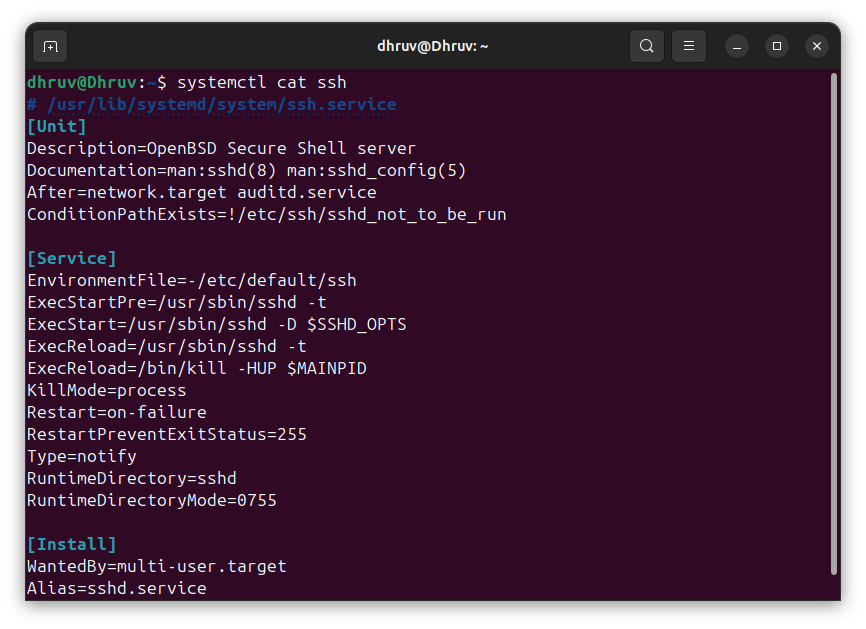 dhruv@Dhruv: ~
dhruv@Dhruv:~$ systemctl cat ssh
# /usr/lib/systemd/system/ssh.service
[Unit]
Description=OpenBSD Secure Shell server
Documentation=man:sshd(8) man:sshd_config(5)
After=network.target auditd.service
ConditionPathExists=!/etc/ssh/sshd_not_to_be_run

[Service]
EnvironmentFile=-/etc/default/ssh
ExecStartPre=/usr/sbin/sshd -t
ExecStart=/usr/sbin/sshd -D $SSHD_OPTS
ExecReload=/usr/sbin/sshd -t
ExecReload=/bin/kill -HUP $MAINPID
KillMode=process
Restart=on-failure
RestartPreventExitStatus=255
Type=notify
RuntimeDirectory=sshd
RuntimeDirectoryMode=0755

[Install]
WantedBy=multi-user.target
Alias=sshd.service